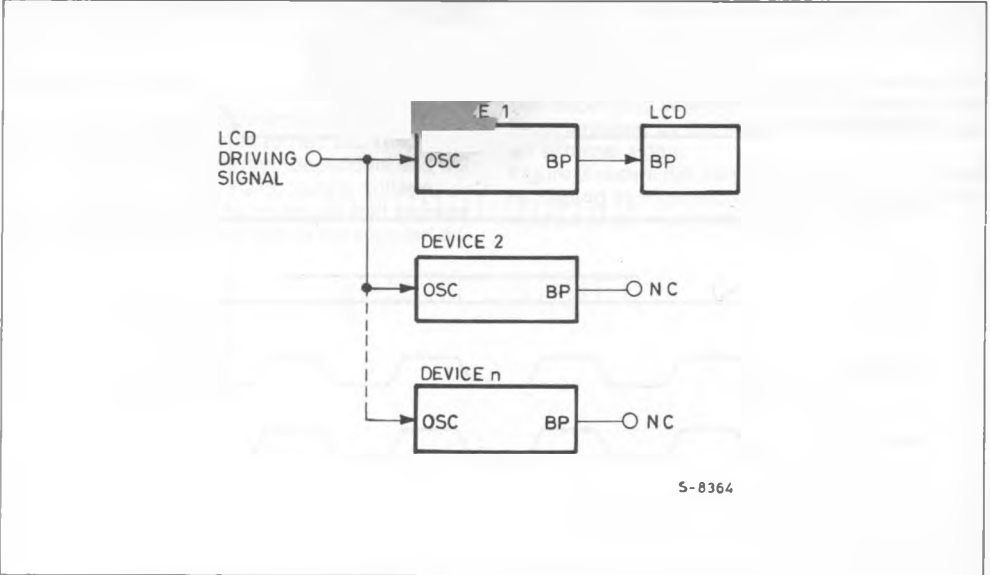 E 1
LCD
LCD
DRIVING
SIGNAL
OSC BP
BP
DEVICE 2
OSC BP
NC
DEVICE n
OSC BP
NC
S-8364